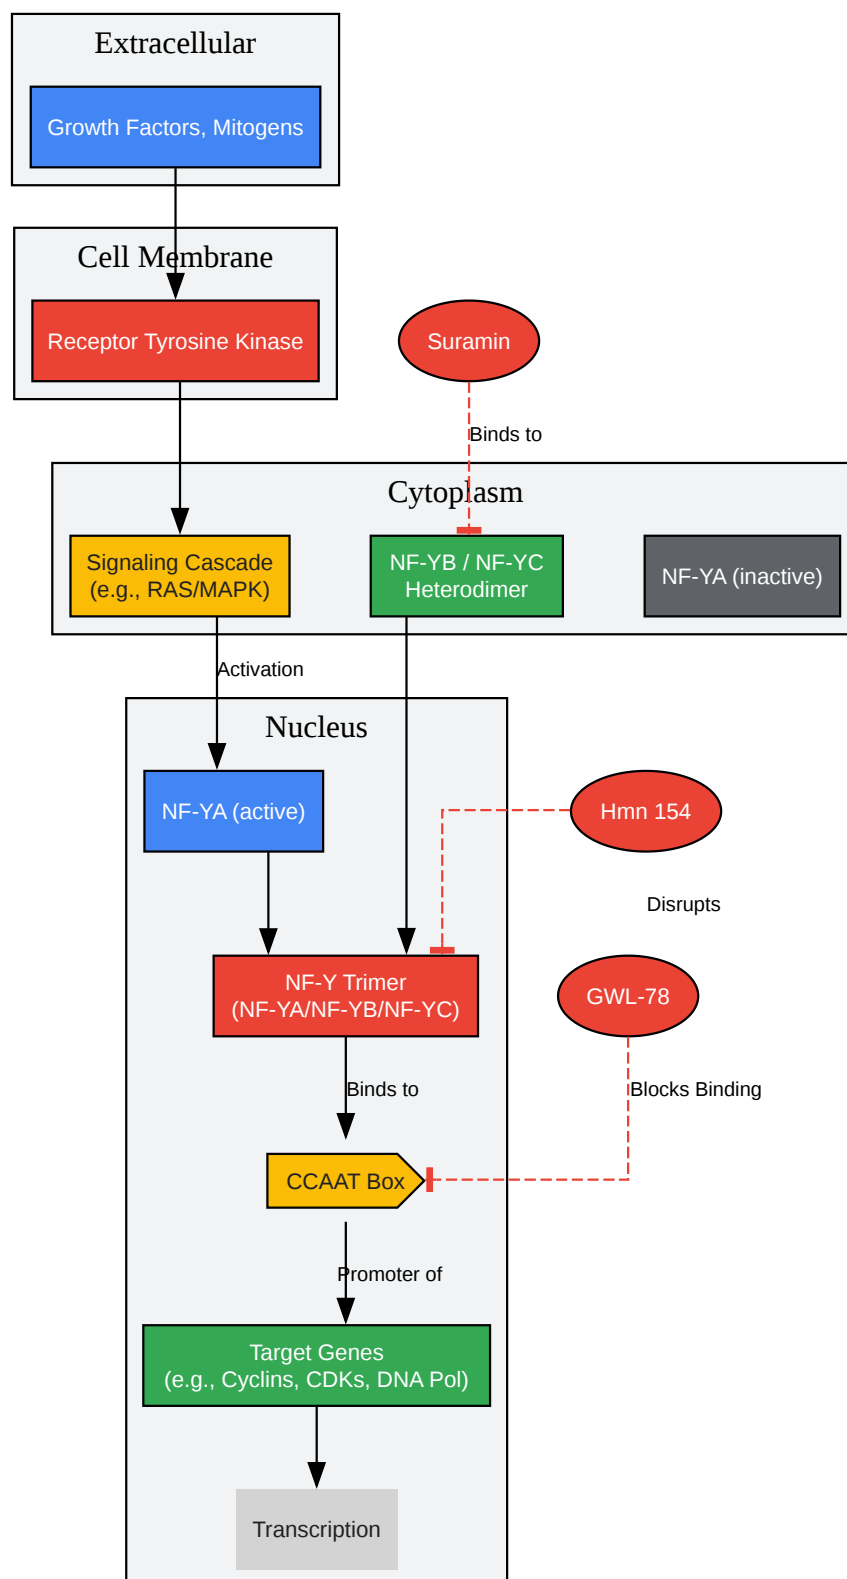 Extracellular
Growth Factors, Mitogens
Cell Membrane
Receptor Tyrosine Kinase
Suramin
Binds to
Cytoplasm
Signaling Cascade
(e.g., RAS/MAPK)
NF-YB / NF-YC
Heterodimer
NF-YA (inactive)
Activation
Nucleus
NF-YA (active)
Hmn 154
Disrupts
NF-Y Trimer
(NF-YA/NF-YB/NF-YC)
GWL-78
Binds to
Blocks Binding
CCAAT Box
Promoter of
Target Genes
(e.g., Cyclins, CDKs, DNA Pol)
Transcription